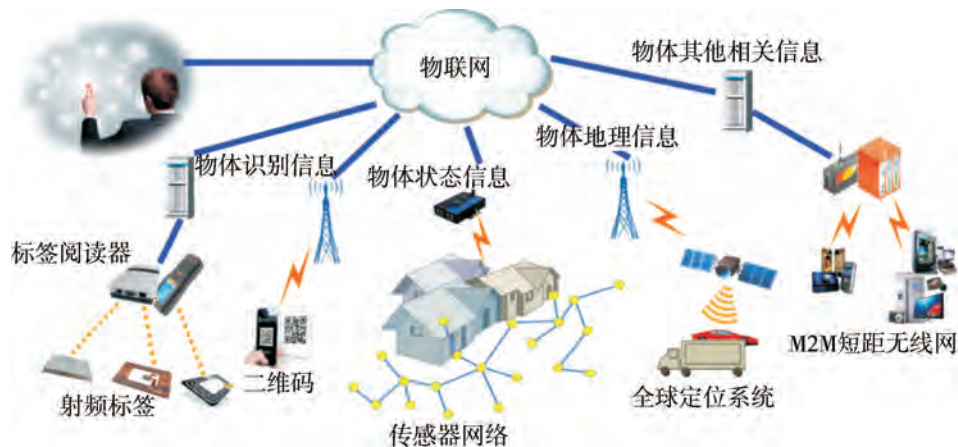 物联网
物体其他相关信息
物体识别信息
物体状态信息
物体地理信息
标签阅读器
射频标签
二维码
传感器网络
全球定位系统
M2M短距无线网